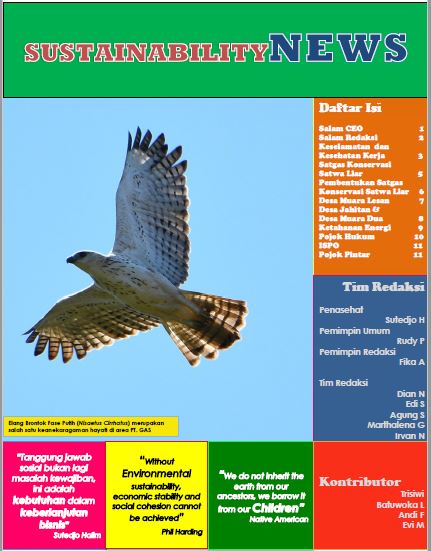 SUSTAINABILITY NEWS
Daftar Isi
Salam CEO 1
Salam Redaksi 2
Keselamatan dan
Kesehatan Kerja 3
Satgas Konservasi
Satwa Liar 5
Pembentukan Satgas
Konservasi Satwa Liar 6
Desa Muara Lesan 7
Desa Jahitan &
Desa Muara Dua 8
Ketahanan Energi 9
Pojok Hukum 10
ISPO 11
Pojok Pintar 11
Tim Redaksi
Penasehat
Sutedjo H
Pemimpin Umum
Rudy P
Pemimpin Redaksi
Fika A
Tim Redaksi
Dian N
Edi S
Agung S
Marthalena G
Irvan N
Elang Brontok Fase Putih (Nisaetus Cirrhatus) merupakan
salah satu keanekaragaman hayati di area PT. GAS
"Tanggung jawab
sosial bukan lagi
masalah kewajiban,
ini adalah
kebutuhan dalam
keberlanjutan
bisnis"
Sutedjo Halim
"Without
Environmental
sustainability,
economic stability and
social cohesion cannot
be achieved"
Phil Harding
"We do not inherit the
earth from our
ancestors, we borrow it
from our Children"
Native American
Kontributor
Trisiwi
Batuwoka L
Andi F
Evi M